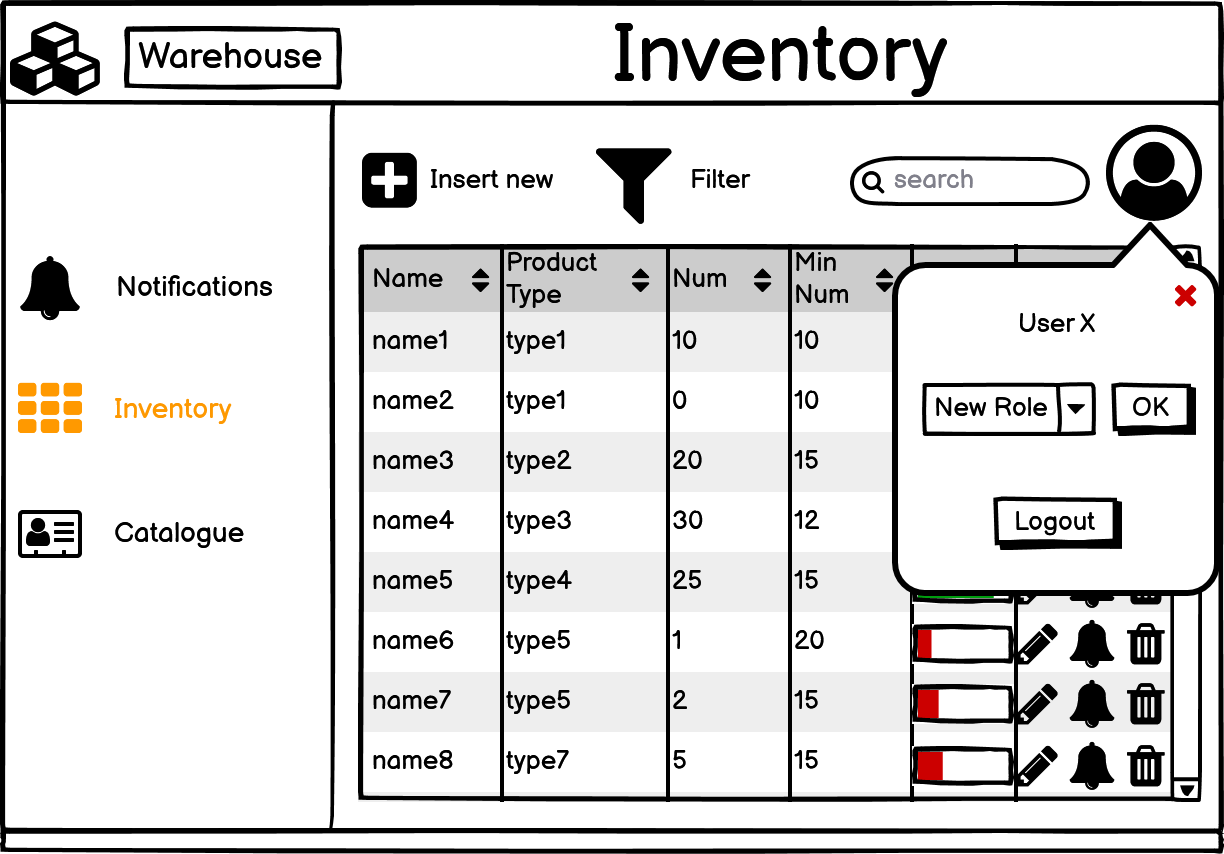 Warehouse
Inventory
Insert new
Filter
search
Notifications
Inventory
Catalogue
Name
Product
Type
Num
Min
Num
name1 type1 10 10
name2 type1 0 10
name3 type2 20 15
name4 type3 30 12
name5 type4 25 15
name6 type5 1 20
name7 type5 2 15
name8 type7 5 15
User X
New Role
OK
Logout